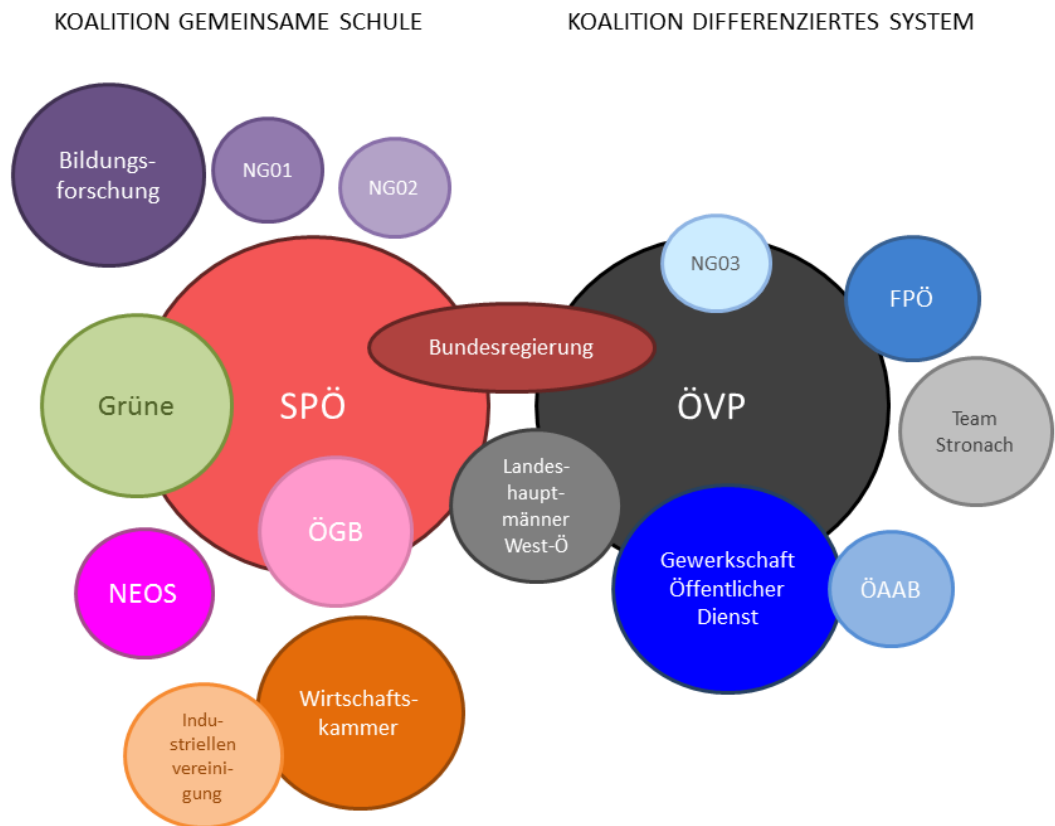 KOALITION GEMEINSAME SCHULE
KOALITION DIFFERENZIERTES SYSTEM
Bildungs-
forschung
NG01
NG02
NG03
FPÖ
Bundesregierung
Grüne
SPÖ
ÖVP
Team
Stronach
Landes-
haupt-
männer
West-Ö
ÖGB
Gewerkschaft
Öffentlicher
Dienst
ÖAAB
NEOS
Wirtschafts-
kammer
Indu-
striellen
vereini-
gung